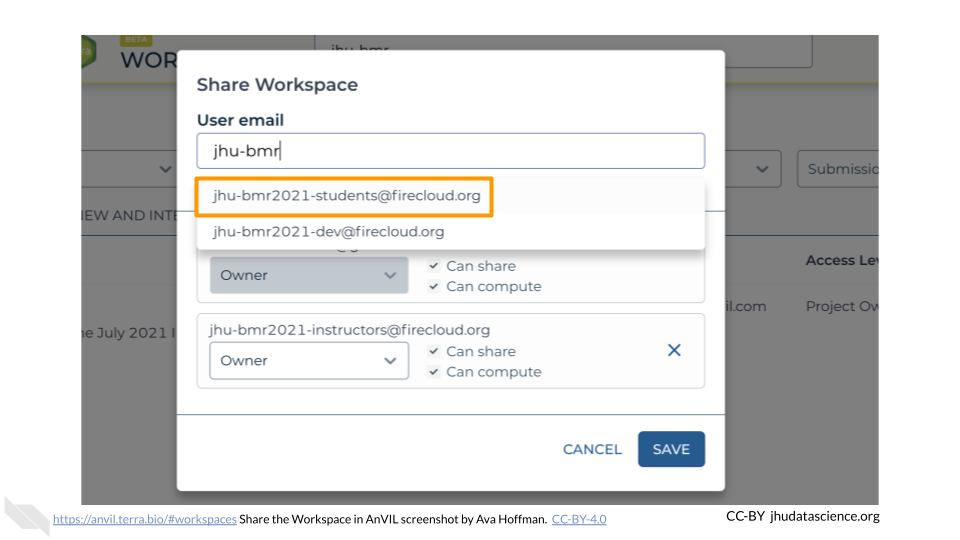 BETA
WOR
jhu-bmr
Share Workspace
User email
jhu-bmr
Submissio
jhu-bmr2021-students@firecloud.org
IEW AND INTE
jhu-bmr2021-dev@firecloud.org
Access Lev
Owner
Can share
Can compute
il.com Project Ow
ne July 2021 I
jhu-bmr2021-instructors@firecloud.org
Owner
Can share
Can compute
CANCEL SAVE
https://anvil.terra.bio/#workspaces Share the Workspace in AnVIL screenshot by Ava Hoffman. CC-BY-4.0
CC-BY jhudatascience.org